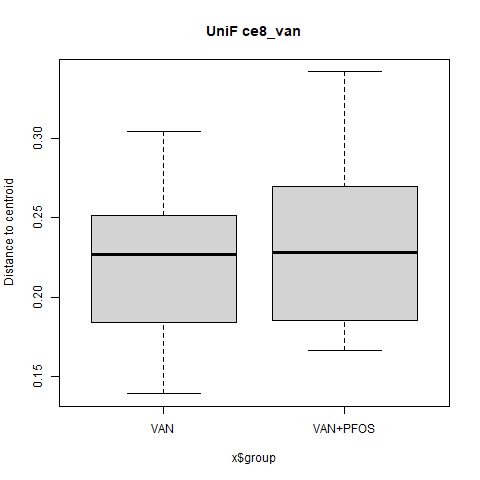 UniF ce8_van
Distance to centroid
0.30
0.25
0.20
0.15
VAN
VAN+PFOS
x$group